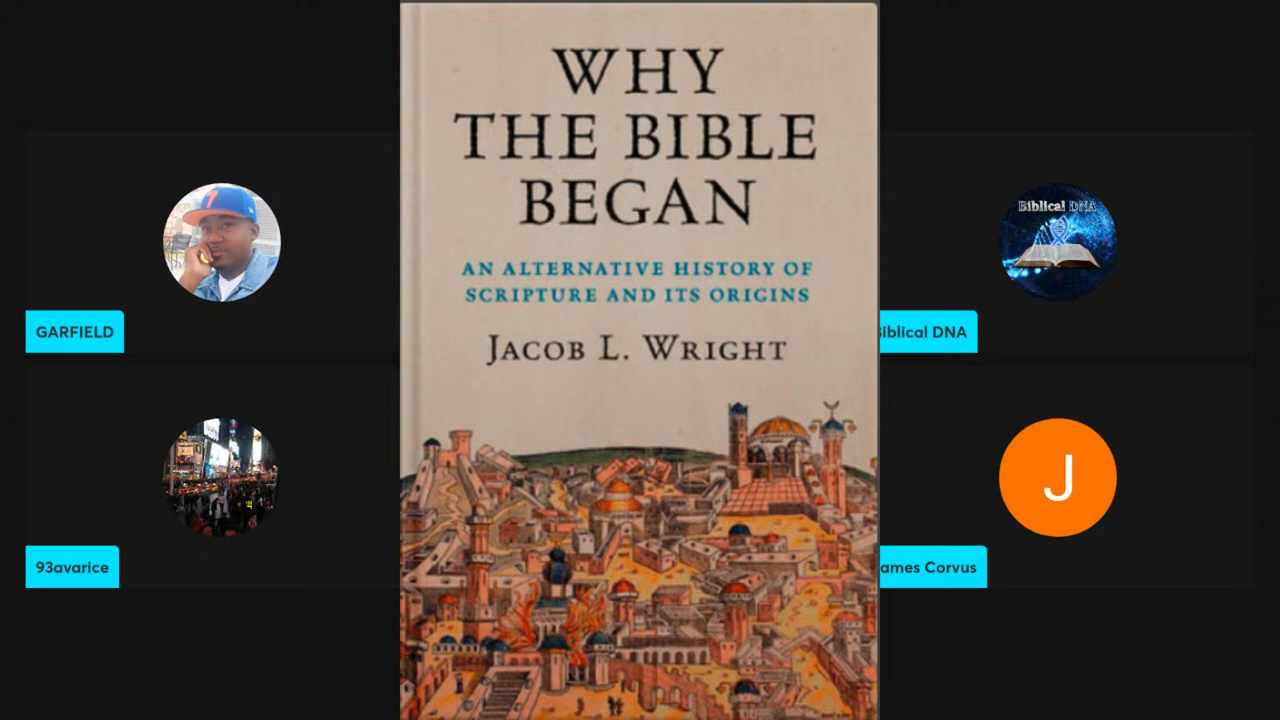 WHY
THE BIBLE
BEGAN
AN ALTERNATIVE HISTORY OF
SCRIPTURE AND ITS ORIGINS
JACOB L. WRIGHT
GARFIELD
93avarice
Biblical DNA
iblical DNA
J
ames Corvus